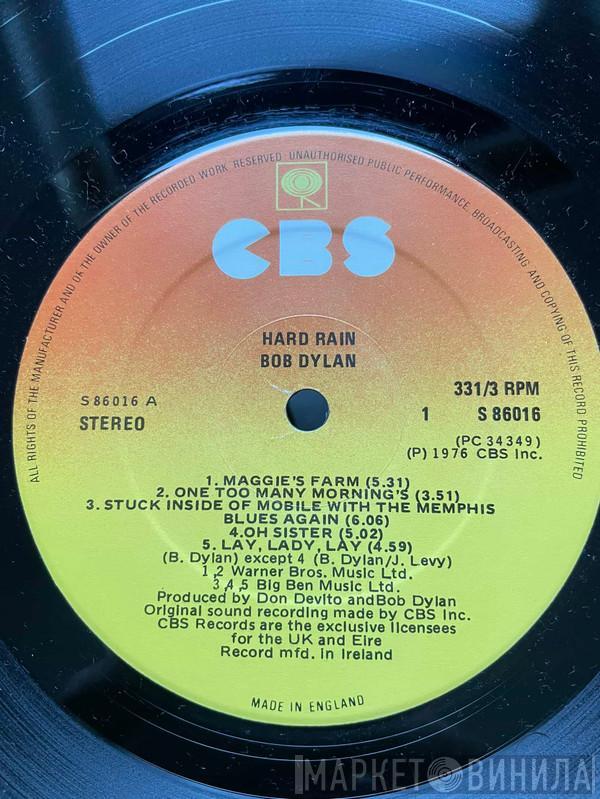 ALL RIGHTS OF THE MANUFACTURER AND OF THE OWNER OF THE RECORDED WORK RESERVED UNAUTHORISED PUBLIC PERFORMANCE, BROADCASTING AND COPYING OF THIS RECORD PROHIBITED
CBS
HARD RAIN
BOB DYLAN
S 86016 A
STEREO
331/3 RPM
1 S 86016
(PC 34349)
(P) 1976 CBS Inc.
1. MAGGIE'S FARM (5.31)
2. ONE TOO MANY MORNING'S (3.51)
3. STUCK INSIDE OF MOBILE WITH THE MEMPHIS
BLUES AGAIN (6.06)
4.OH SISTER (5.02)
5. LAY, LADY, LAY (4.59)
(B. Dylan) except 4 (B. Dylan/J. Levy)
1,2 Warner Bros. Music Ltd.
3,4,5 Big Ben Music Ltd.
Produced by Don Devito andBob Dylan
Original sound recording made by CBS Inc.
CBS Records are the exclusive licensees
for the UK and Eire
Record mfd. in Ireland
MADE IN ENGLAND
МАРКЕТ ВИНИЛА